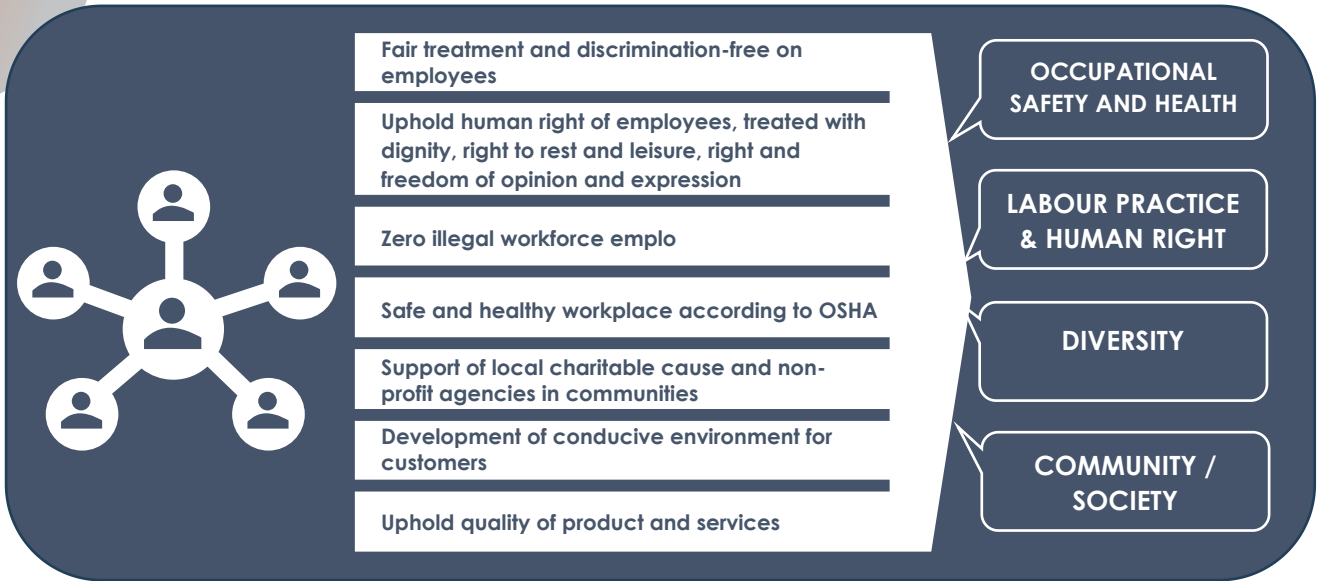 Fair treatment and discrimination-free on
employees
Uphold human right of employees, treated with
dignity, right to rest and leisure, right and
freedom of opinion and expression
Zero illegal workforce emplo
Safe and healthy workplace according to OSHA
Support of local charitable cause and non-
profit agencies in communities
Development of conducive environment for
customers
Uphold quality of product and services
OCCUPATIONAL
SAFETY AND HEALTH
LABOUR PRACTICE
& HUMAN RIGHT
DIVERSITY
COMMUNITY /
SOCIETY